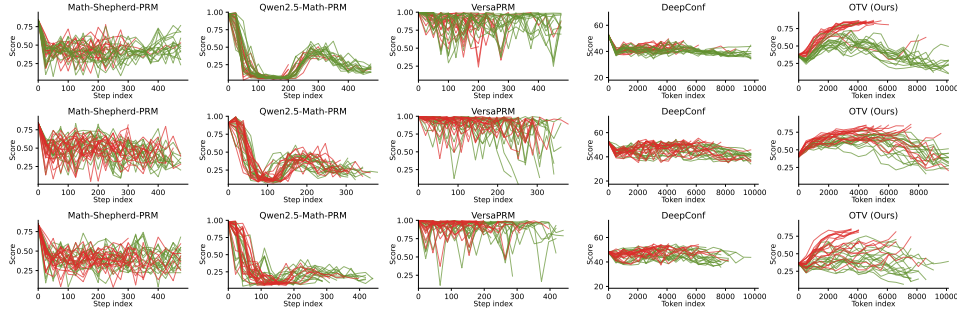 Math-Shepherd-PRM Qwen2.5-Math-PRM VersaPRM DeepConf OTV (Ours)
Score 0.75 0.50 0.25 Score 1.00 0.75 0.50 0.25 Score 1.00 0.75 0.50 0.25 Score 60 40 20 Score 0.75 0.50 0.25
0 100 200 300 400 0 100 200 300 400 0 100 200 300 400 0 2000 4000 6000 8000 10000 0 2000 4000 6000 8000 10000
Step index Step index Step index Token index Token index
Math-Shepherd-PRM Qwen2.5-Math-PRM VersaPRM DeepConf OTV (Ours)
Score 0.75 0.50 0.25 Score 1.00 0.75 0.50 0.25 Score 1.00 0.75 0.50 0.25 Score 60 40 20 Score 0.75 0.50 0.25
0 100 200 300 400 0 100 200 300 0 100 200 300 0 2000 4000 6000 8000 10000 0 2000 4000 6000 8000
Step index Step index Step index Token index Token index
Math-Shepherd-PRM Qwen2.5-Math-PRM VersaPRM DeepConf OTV (Ours)
Score 0.75 0.50 0.25 Score 1.00 0.75 0.50 0.25 0.00 Score 1.00 0.75 0.50 0.25 Score 60 40 20 Score 0.75 0.50 0.25
0 100 200 300 400 0 100 200 300 400 0 100 200 300 400 0 2000 4000 6000 8000 10000 0 2000 4000 6000 8000 10000
Step index Step index Step index Token index Token index